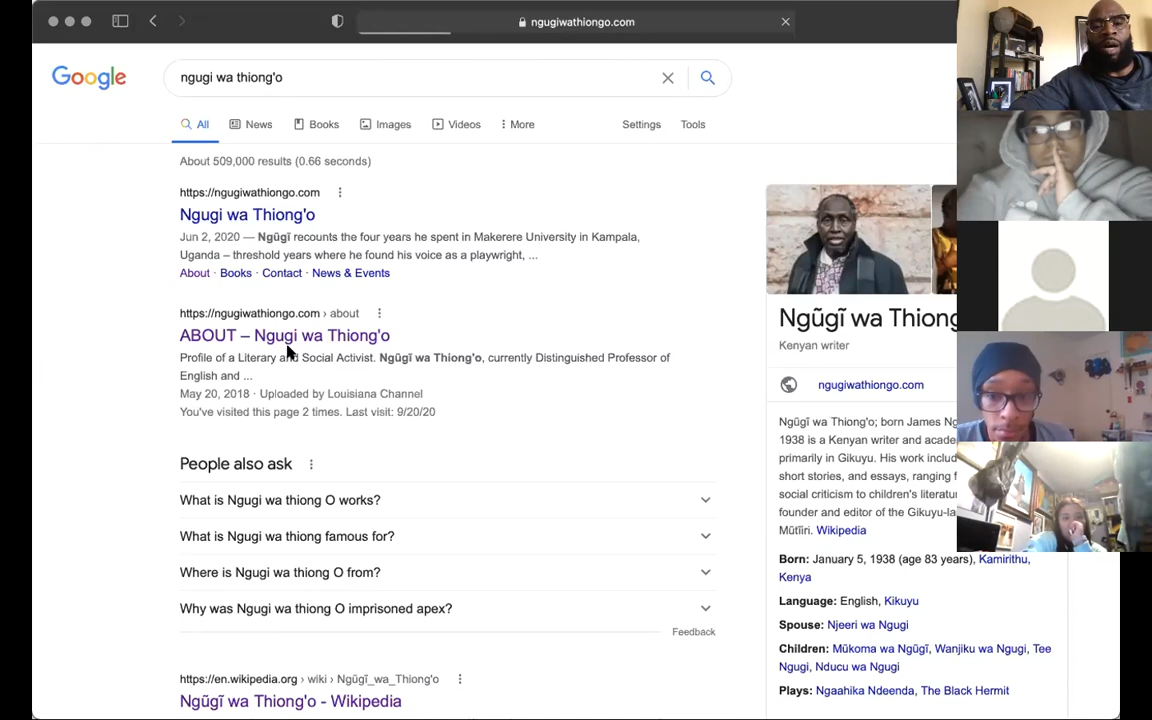 ngugiwathiongo.com
Google
ngugi wa thiong'o
All
News
Books
Images
Videos
More
Settings
Tools
About 509,000 results (0.66 seconds)
https://ngugiwathiongo.com
Ngugi wa Thiong'o
Jun 2, 2020 — Ngũgĩ recounts the four years he spent in Makerere University in Kampala,
Uganda – threshold years where he found his voice as a playwright, ...
About · Books · Contact · News & Events
https://ngugiwathiongo.com › about
ABOUT – Ngugi wa Thiong'o
Profile of a Literary and Social Activist. Ngũgĩ wa Thiong'o, currently Distinguished Professor of
English and ...
May 20, 2018 · Uploaded by Louisiana Channel
You've visited this page 2 times. Last visit: 9/20/20
People also ask
What is Ngugi wa thiong O works?
What is Ngugi wa thiong famous for?
Where is Ngugi wa thiong O from?
Why was Ngugi wa thiong O imprisoned apex?
Feedback
https://en.wikipedia.org › wiki › Ngũgĩ_wa_Thiong'o
Ngũgĩ wa Thiong'o - Wikipedia
Ngũgĩ wa Thiong
Kenyan writer
ngugiwathiongo.com
Ngũgĩ wa Thiong'o; born James Ng
1938 is a Kenyan writer and acade
primarily in Gikuyu. His work includ
short stories, and essays, ranging f
social criticism to children's literatu
founder and editor of the Gikuyu-la
Mũtĩiri. Wikipedia
Born: January 5, 1938 (age 83 years), Kamirithu,
Kenya
Language: English, Kikuyu
Spouse: Njeeri wa Ngugi
Children: Mũkoma wa Ngũgĩ, Wanjiku wa Ngugi, Tee
Ngugi, Nducu wa Ngugi
Plays: Ngaahika Ndeenda, The Black Hermit